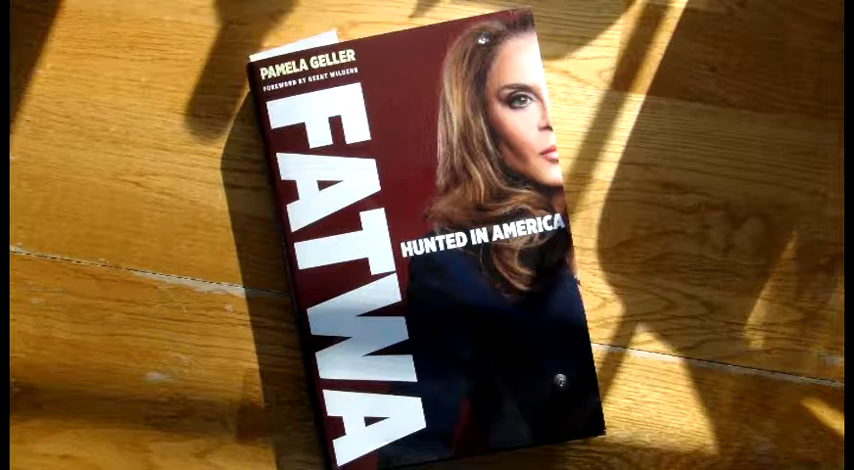 PAMELA GELLER
FOREWORD BY GEERT WILDERS
FATWA
HUNTED IN AMERICA